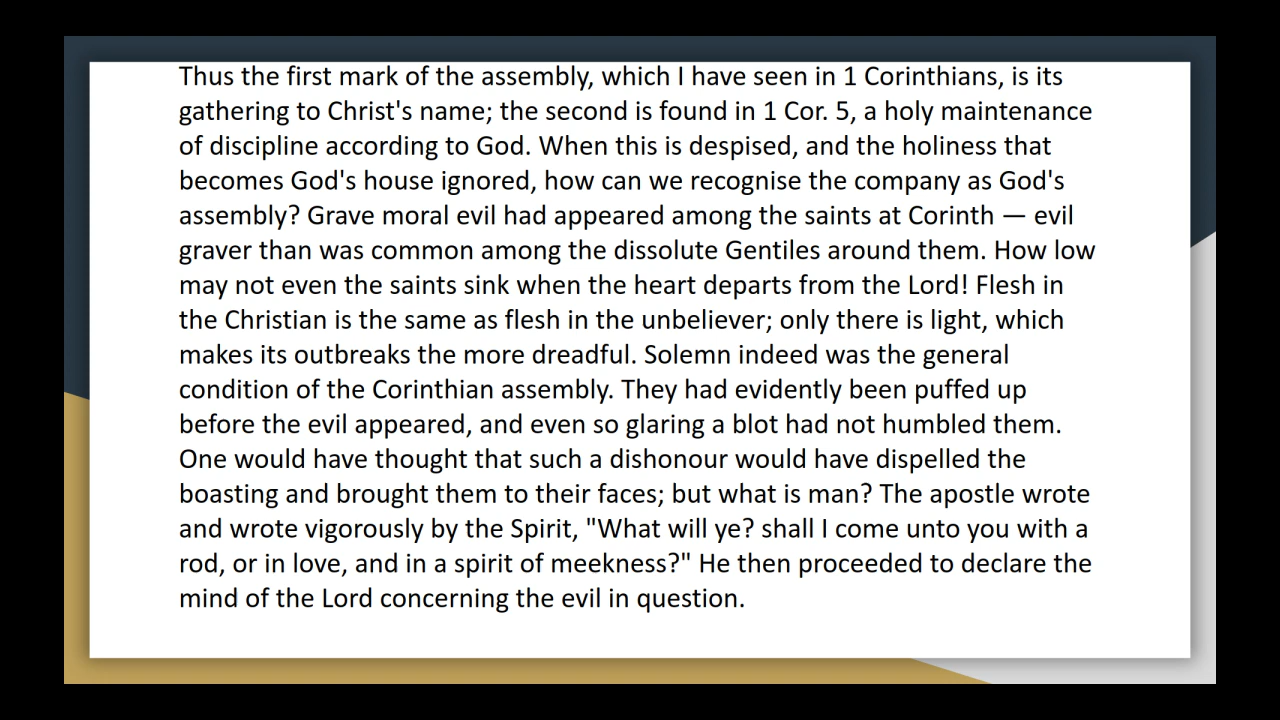 Thus the first mark of the assembly, which I have seen in 1 Corinthians, is its
gathering to Christ's name; the second is found in 1 Cor. 5, a holy maintenance
of discipline according to God. When this is despised, and the holiness that
becomes God's house ignored, how can we recognise the company as God's
assembly? Grave moral evil had appeared among the saints at Corinth — evil
graver than was common among the dissolute Gentiles around them. How low
may not even the saints sink when the heart departs from the Lord! Flesh in
the Christian is the same as flesh in the unbeliever; only there is light, which
makes its outbreaks the more dreadful. Solemn indeed was the general
condition of the Corinthian assembly. They had evidently been puffed up
before the evil appeared, and even so glaring a blot had not humbled them.
One would have thought that such a dishonour would have dispelled the
boasting and brought them to their faces; but what is man? The apostle wrote
and wrote vigorously by the Spirit, "What will ye? shall I come unto you with a
rod, or in love, and in a spirit of meekness?" He then proceeded to declare the
mind of the Lord concerning the evil in question.